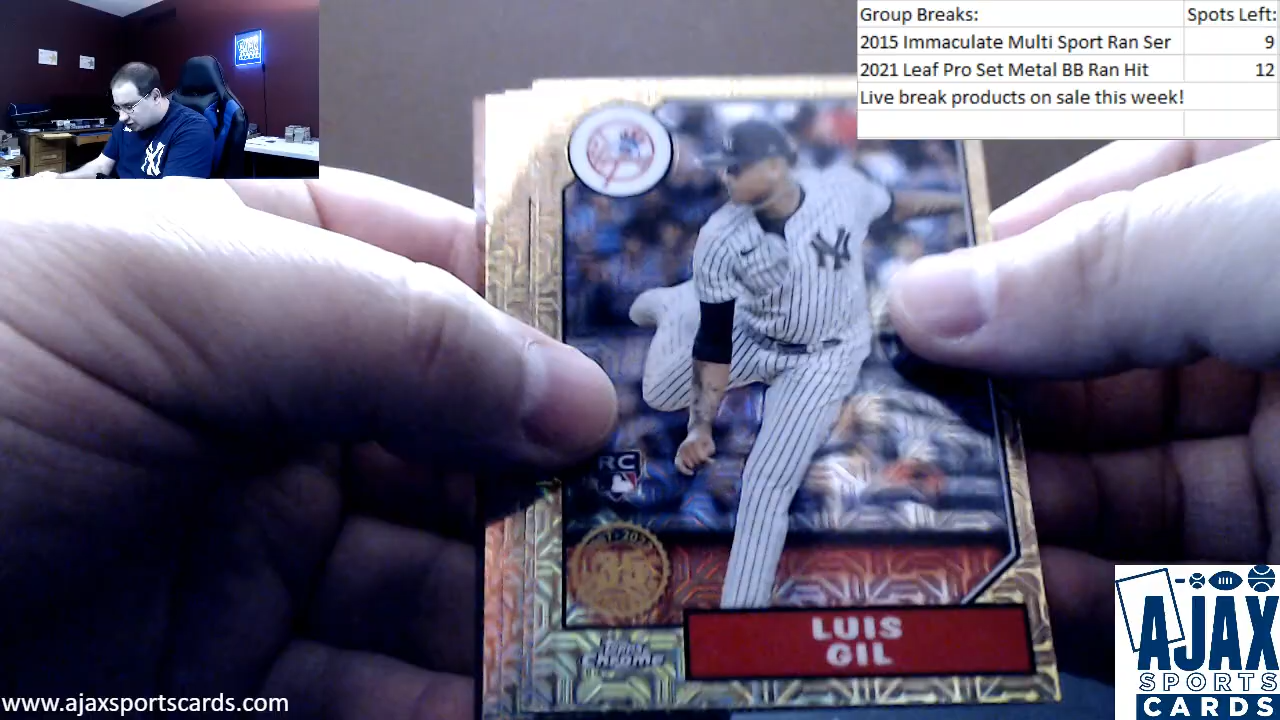 Group Breaks: Spots Left:
2015 Immaculate Multi Sport Ran Ser 9
2021 Leaf Pro Set Metal BB Ran Hit 12
Live break products on sale this week!
NY
RC
35
LUIS
GIL
Topps
Chrome
www.ajaxsportscards.com
AJAX
SPORTS
CARDS